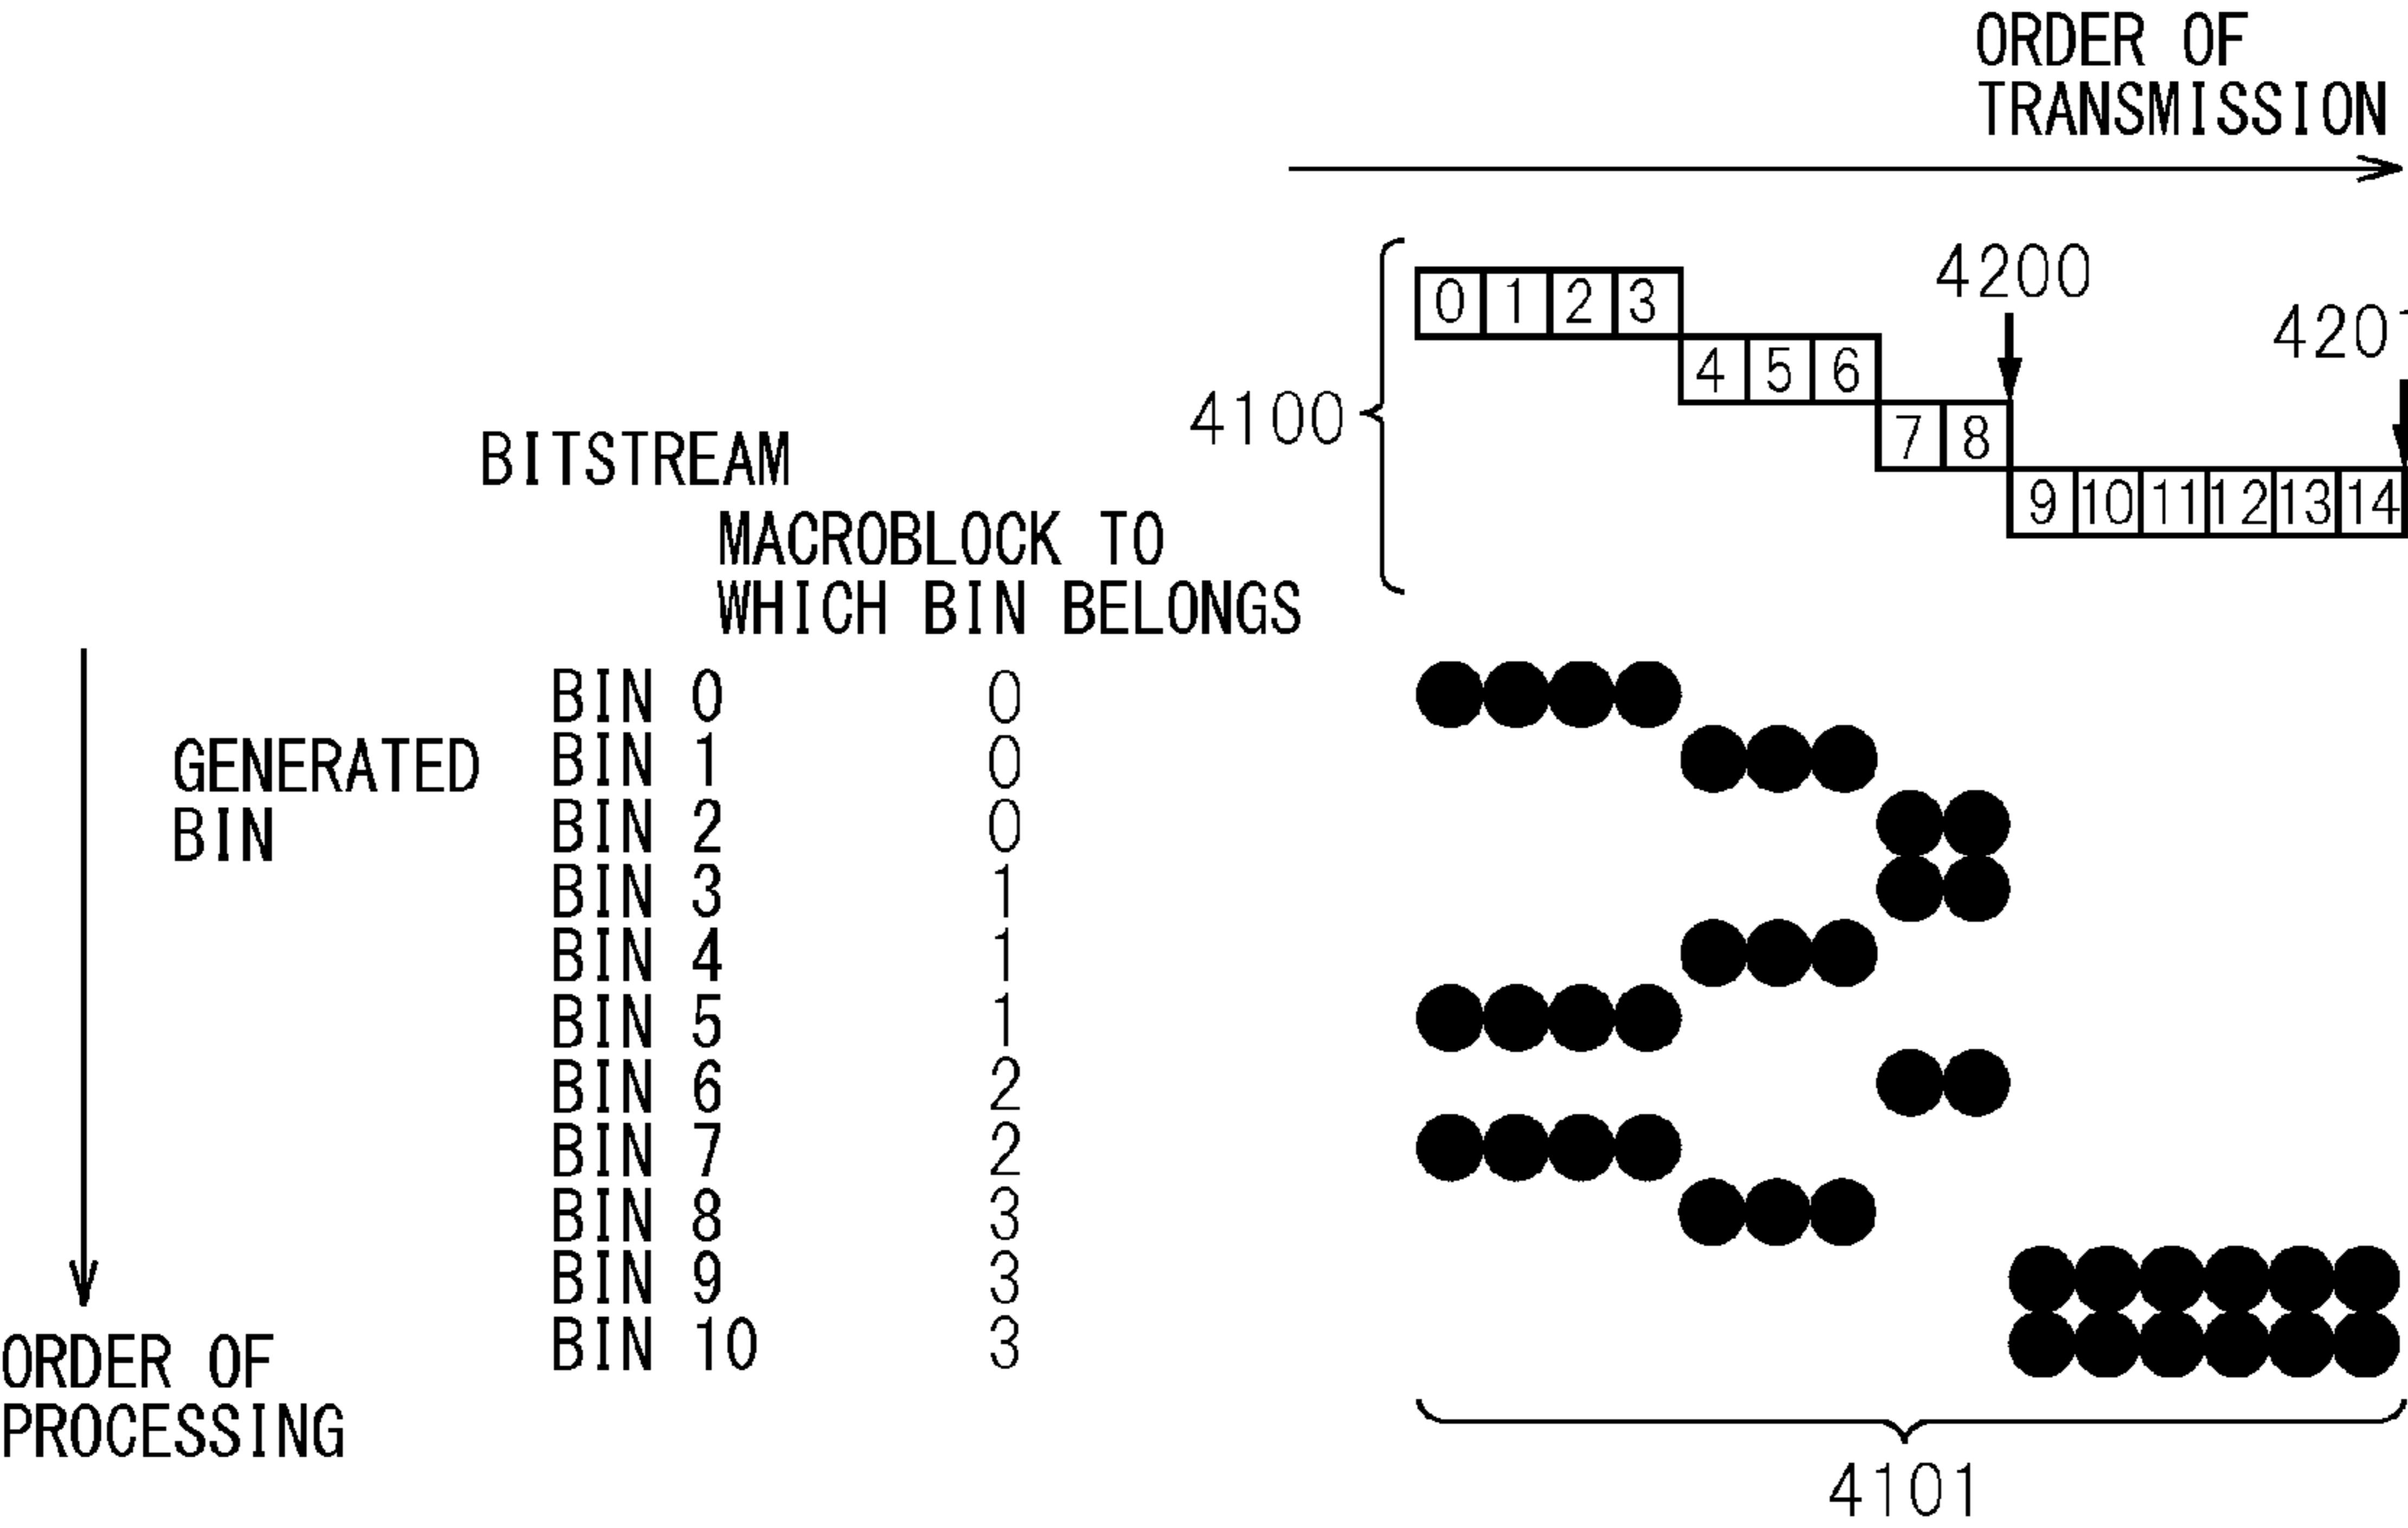 ORDER OF
TRANSMISSION
4200
0 1 2 3
4201
4 5 6
4100
7 8
BITSTREAM
9 10 11 12 13 14
MACROBLOCK TO
WHICH BIN BELONGS
BIN 0 0
GENERATED
BIN
BIN 1 0
BIN 2 0
BIN 3 1
BIN 4 1
BIN 5 1
BIN 6 2
BIN 7 2
BIN 8 3
BIN 9 3
BIN 10 3
ORDER OF
PROCESSING
4101